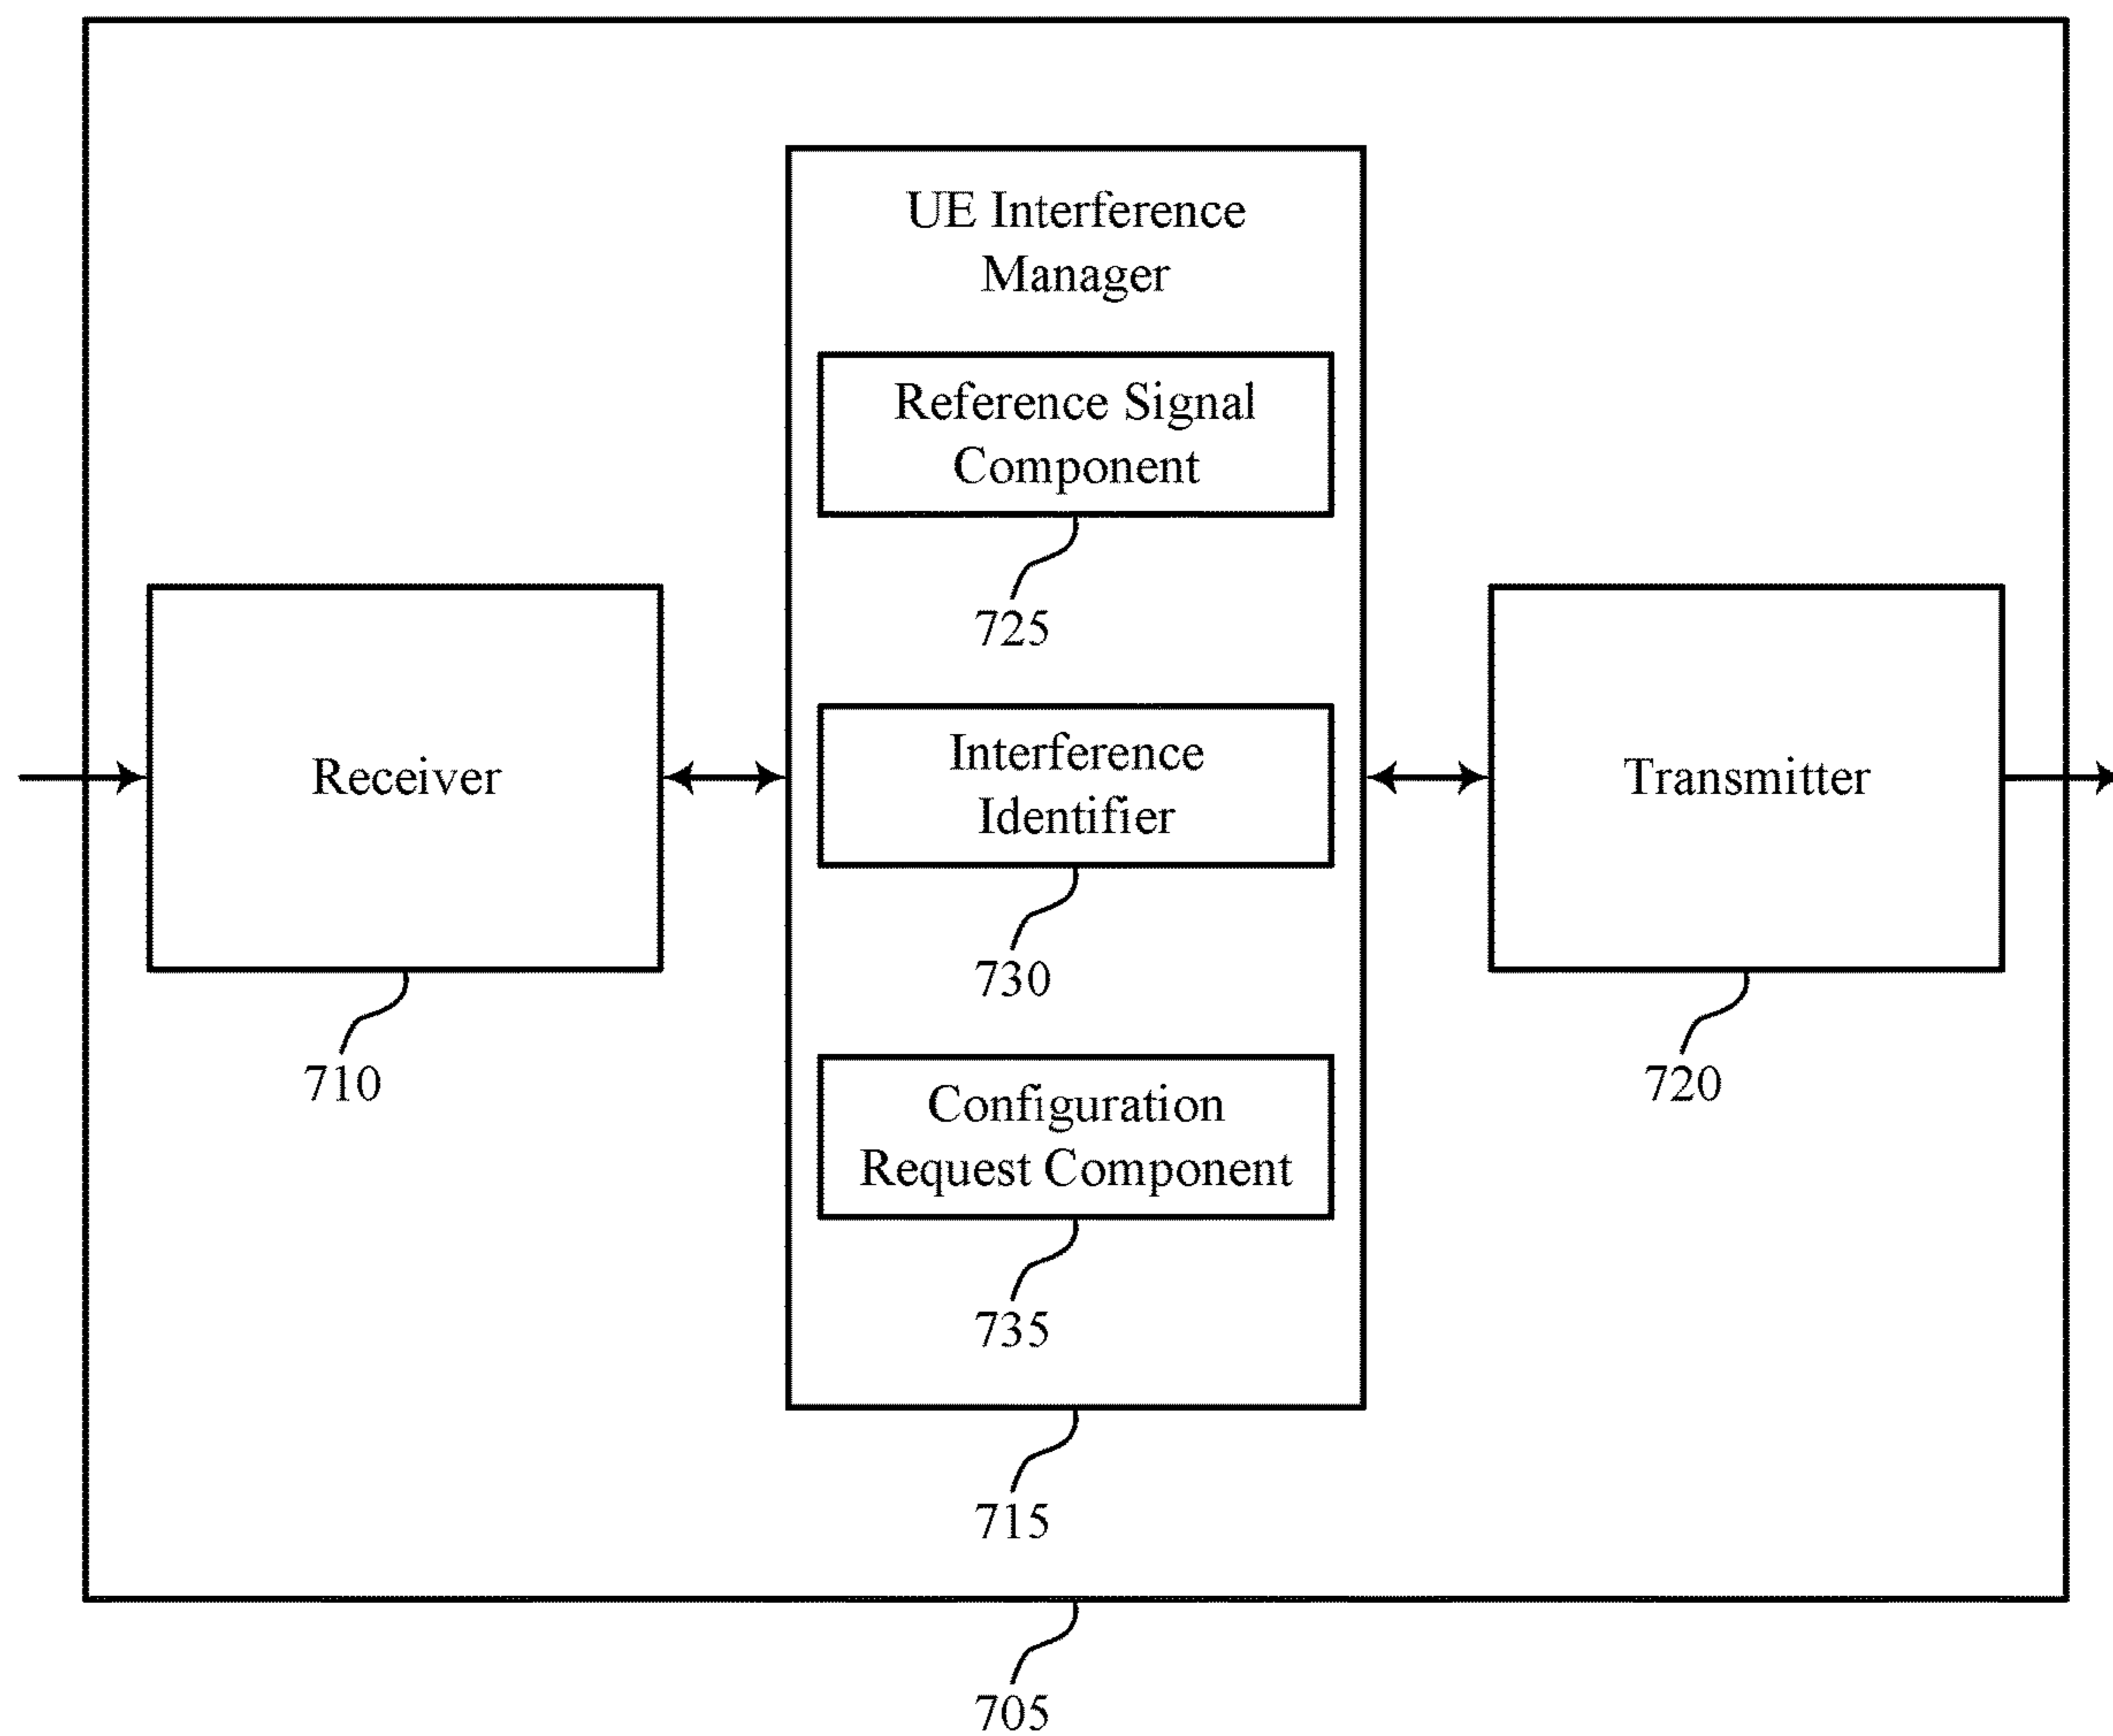 UE Interference
Manager
Reference Signal
Component
725
Interference
Identifier
730
Configuration
Request Component
735
715
Receiver
710
Transmitter
720
705